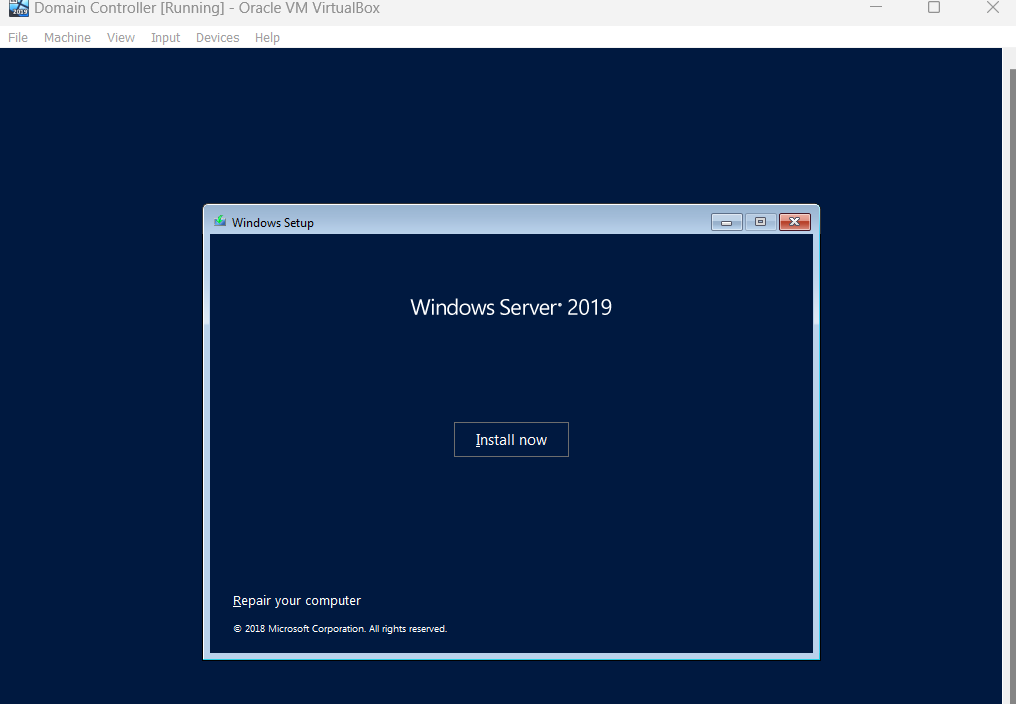 2019
Domain Controller [Running] - Oracle VM VirtualBox
File Machine View Input Devices Help
Windows Setup
Windows Server® 2019
Install now
Repair your computer
© 2018 Microsoft Corporation. All rights reserved.